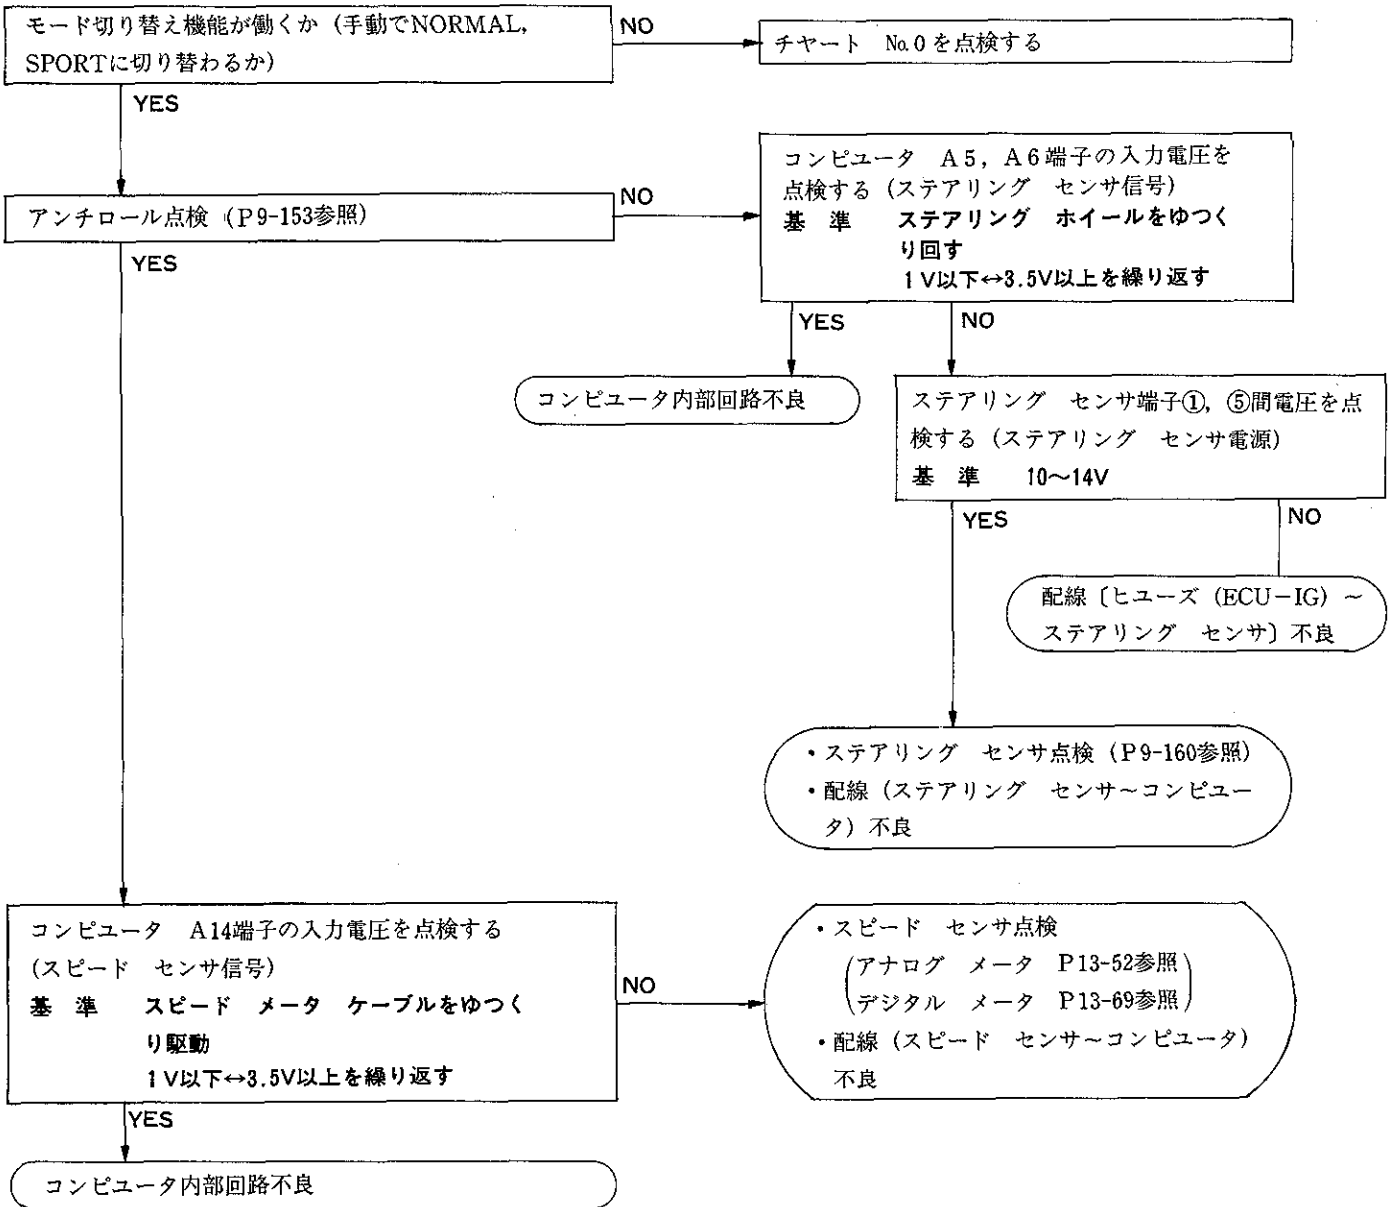 モード切り替え機能が働くか（手動でNORMAL，
SPORTに切り替わるか）
NO
チヤート　No.0を点検する
YES
アンチロール点検（P9-153参照）
NO
コンピユータ　A5，A6端子の入力電圧を
点検する（ステアリング　センサ信号）
基　準　ステアリング　ホイールをゆつく
り回す
1V以下↔3.5V以上を繰り返す
YES
YES
NO
コンピユータ内部回路不良
ステアリング　センサ端子①，⑤間電圧を点
検する（ステアリング　センサ電源）
基　準　10～14V
YES
NO
配線〔ヒユーズ（ECU－IG）～
ステアリング　センサ〕不良
・ステアリング　センサ点検（P9-160参照）
・配線（ステアリング　センサ～コンピユー
タ）不良
コンピユータ　A14端子の入力電圧を点検する
（スピード　センサ信号）
基　準　スピード　メータ　ケーブルをゆつく
り駆動
1V以下↔3.5V以上を繰り返す
NO
・スピード　センサ点検
（アナログ　メータ　P13-52参照
デジタル　メータ　P13-69参照）
・配線（スピード　センサ～コンピユータ）
不良
YES
コンピユータ内部回路不良